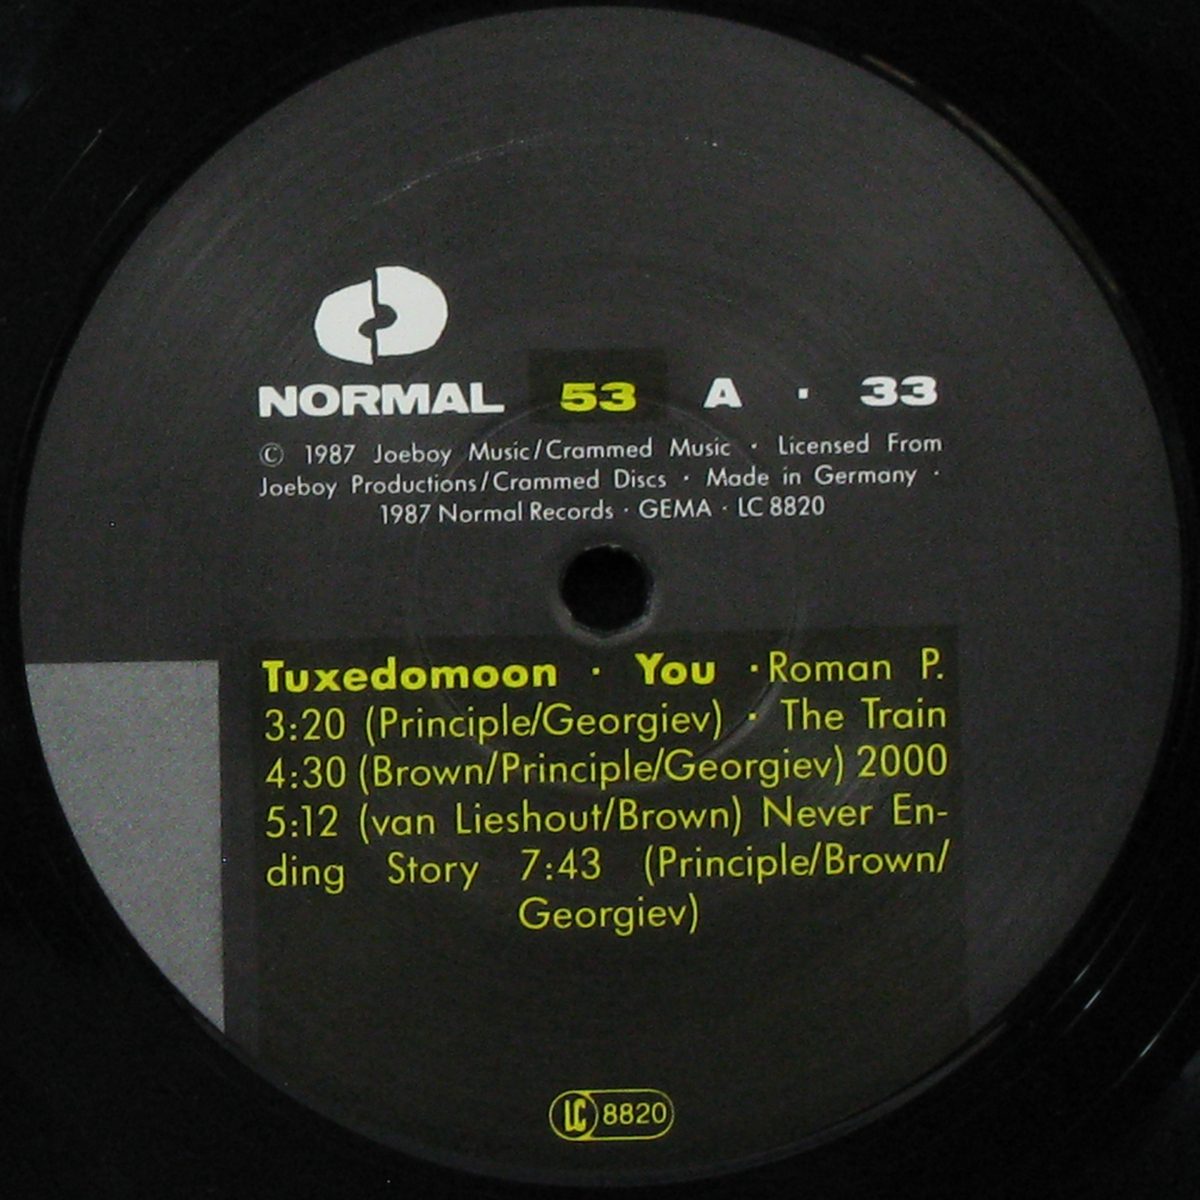 NORMAL 53 A · 33
© 1987 Joeboy Music/Crammed Music · Licensed From
Joeboy Productions/Crammed Discs · Made in Germany ·
1987 Normal Records · GEMA · LC 8820
Tuxedomoon · You · Roman P.
3:20 (Principle/Georgiev) · The Train
4:30 (Brown/Principle/Georgiev) 2000
5:12 (van Lieshout/Brown) Never En-
ding Story 7:43 (Principle/Brown/
Georgiev)
LC 8820